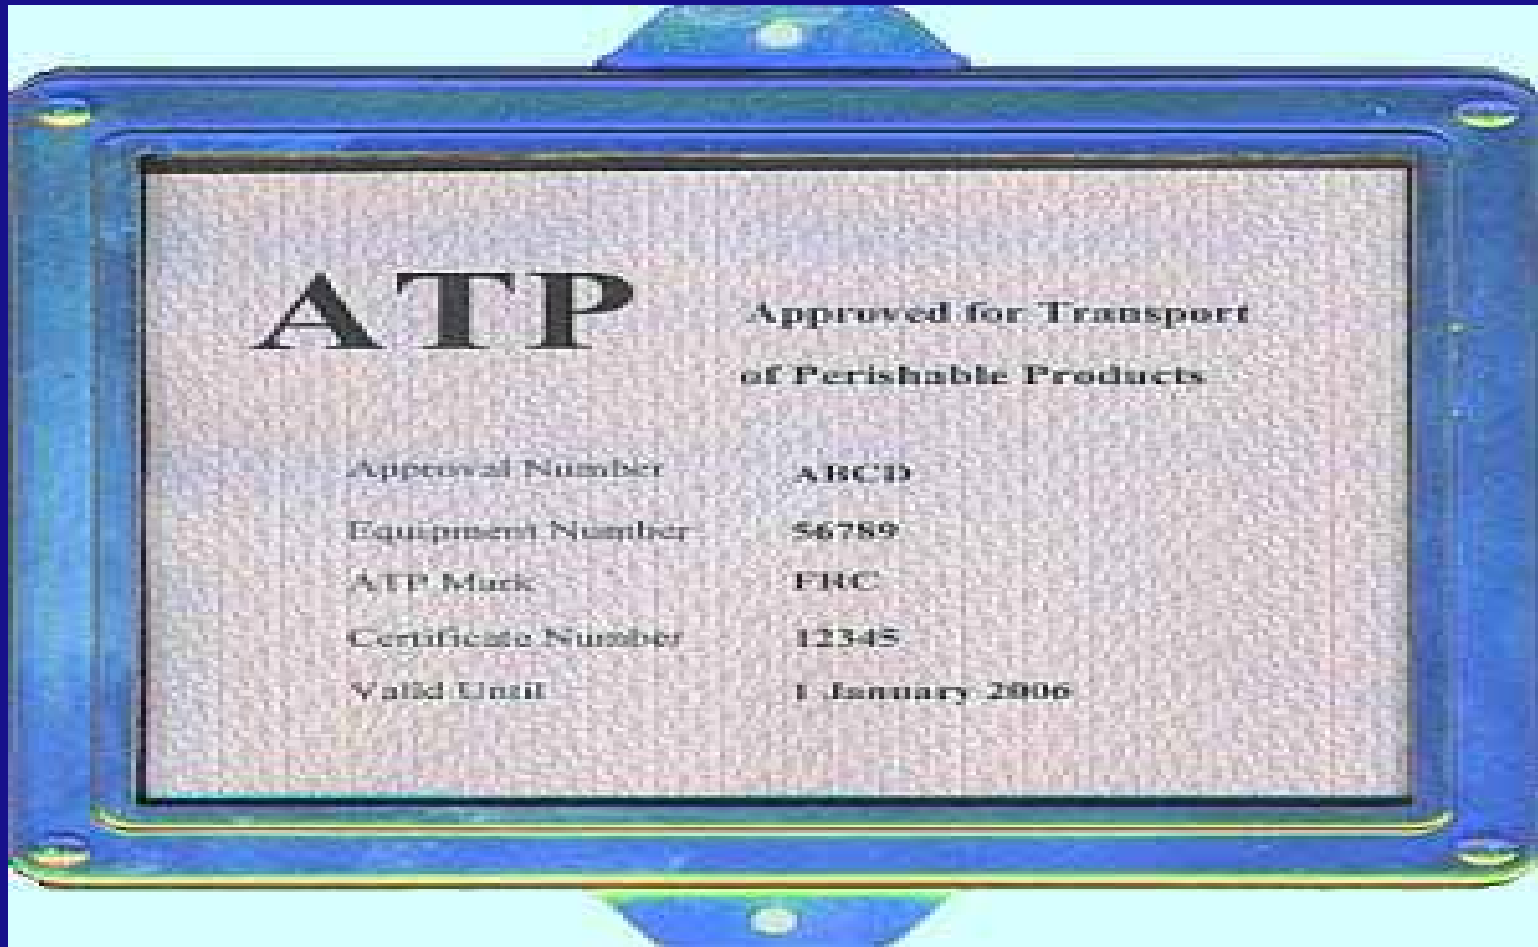 ATP
Approved for Transport
of Perishable Products
Approval Number ABCD
Equipment Number 56789
ATP Mark FRC
Certificate Number 12345
Valid Until 1 January 2006